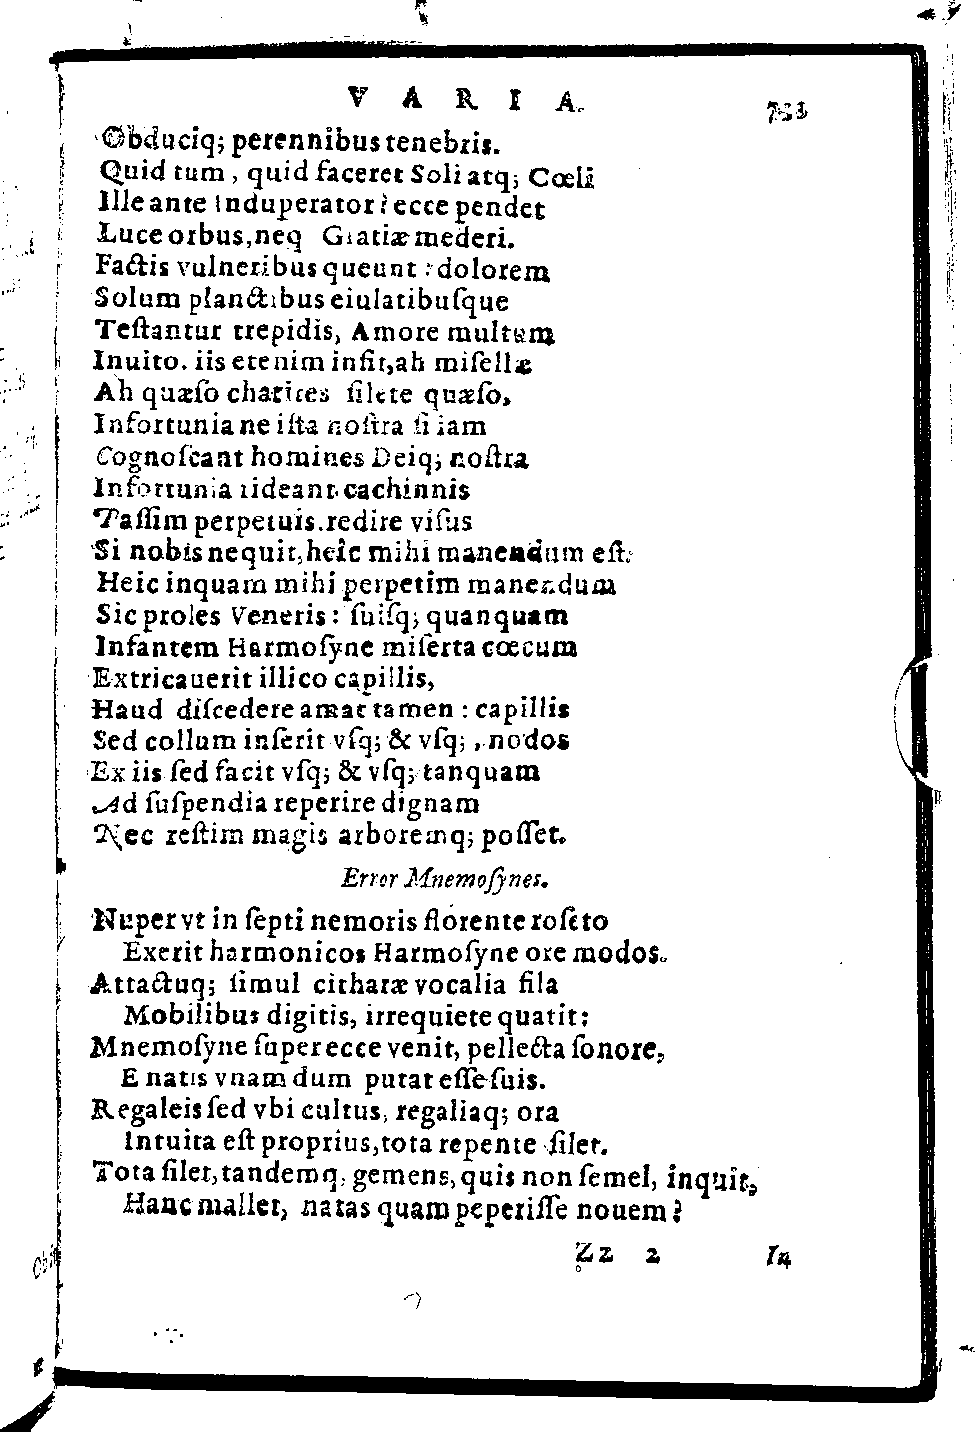 VARIA. 
Obduciq; perennibus tenebris.
Quid tum, quid faceret Soli atq; Cœli
Ille ante Induperator? ecce pendet
Luce orbus, neq Gratiæ mederi.
Factis vulneribus queunt: dolorem
Solum planctibus eiulatibuſque
Teſtantur trepidis, Amore multum
Inuito. iis etenim infit, ah miſellæ
Ah quæſo charites ſilete quæſo,
Infortunia ne iſta noſtra ſi iam
Cognoſcant homines Deiq; noſtra
Infortunia rideant cachinnis
Taſſim perpetuis. redire viſus
Si nobis nequit, heic mihi manendum eſt.
Heic inquam mihi perpetim manendum
Sic proles Veneris: ſuiſq; quanquam
Infantem Harmoſyne miſerta cœcum
Extricauerit illico capillis,
Haud diſcedere amat tamen: capillis
Sed collum inſerit vſq; & vſq;, nodos
Ex iis ſed facit vſq; & vſq; tanquam
Ad ſuſpendia reperire dignam
Nec reſtim magis arboremq; poſſet.
Error Mnemoſynes.
Nuper vt in ſepti nemoris florente roſeto
Exerit harmonicos Harmoſyne ore modos.
Attactuq; ſimul citharæ vocalia fila
Mobilibus digitis, irrequiete quatit:
Mnemoſyne ſuper ecce venit, pellecta ſonore,
E natis vnam dum putat eſſe ſuis.
Regaleis ſed vbi cultus, regaliaq; ora
Intuita eſt proprius, tota repente ſilet.
Tota ſilet, tandemq, gemens, quis non ſemel, inquit,
Hanc mallet, natas quam peperiſſe nouem?
Zz 2 In